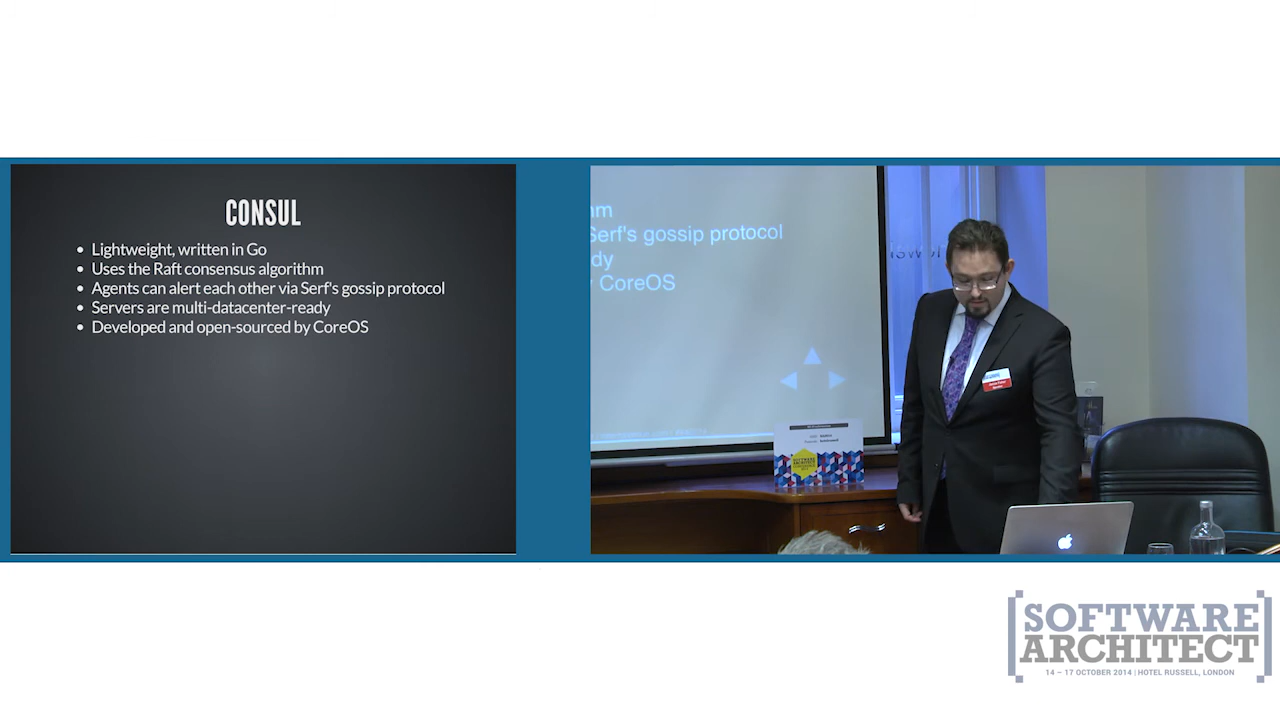 CONSUL
Lightweight, written in Go
Uses the Raft consensus algorithm
Agents can alert each other via Serf's gossip protocol
Servers are multi-datacenter-ready
Developed and open-sourced by CoreOS
Serf's gossip protocol
CoreOS
SOFTWARE
ARCHITECT
SOFTWARE
ARCHITECT
14 – 17 OCTOBER 2014 | HOTEL RUSSELL, LONDON